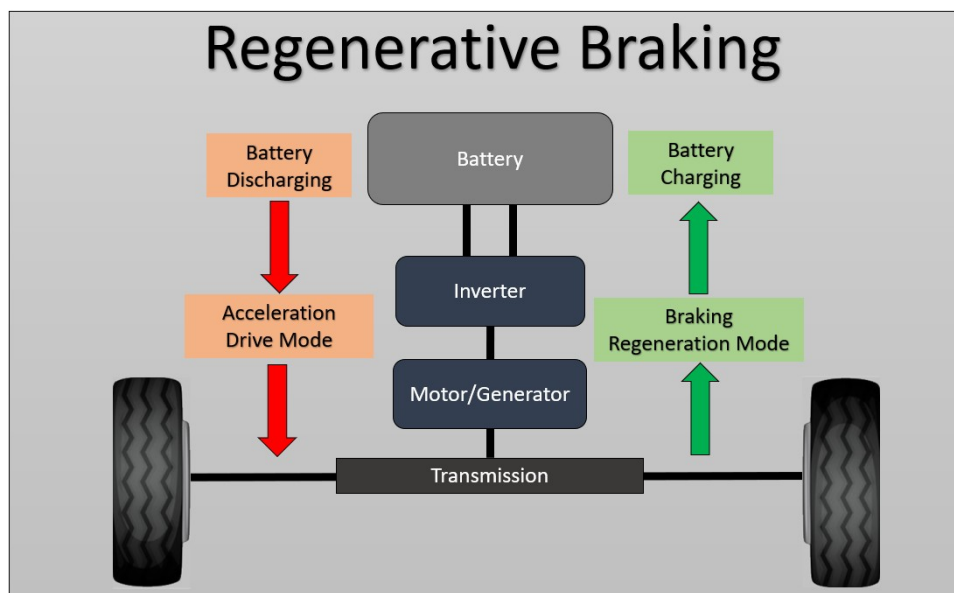 Regenerative Braking
Battery
Discharging
Battery
Battery
Charging
Inverter
Acceleration
Drive Mode
Braking
Regeneration Mode
Motor/Generator
Transmission